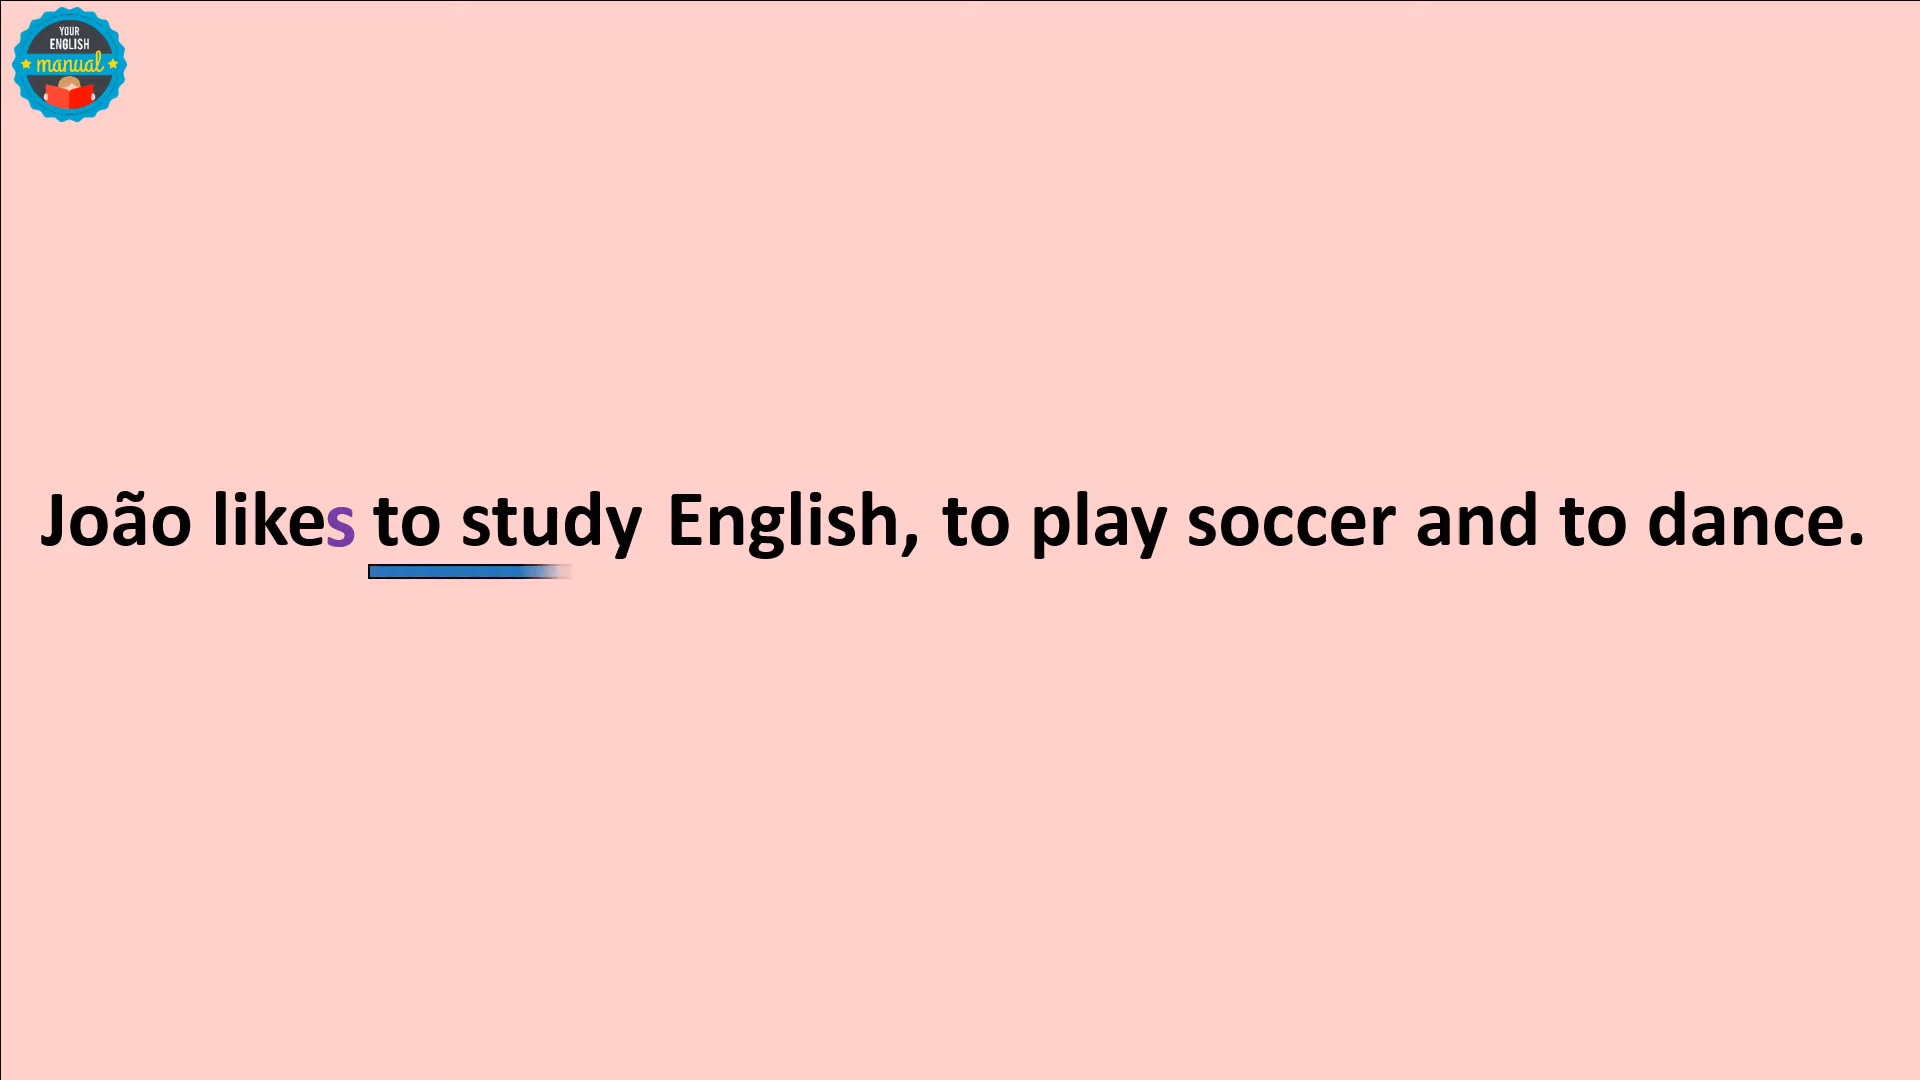 YOUR
ENGLISH
manual
João likes to study English, to play soccer and to dance.